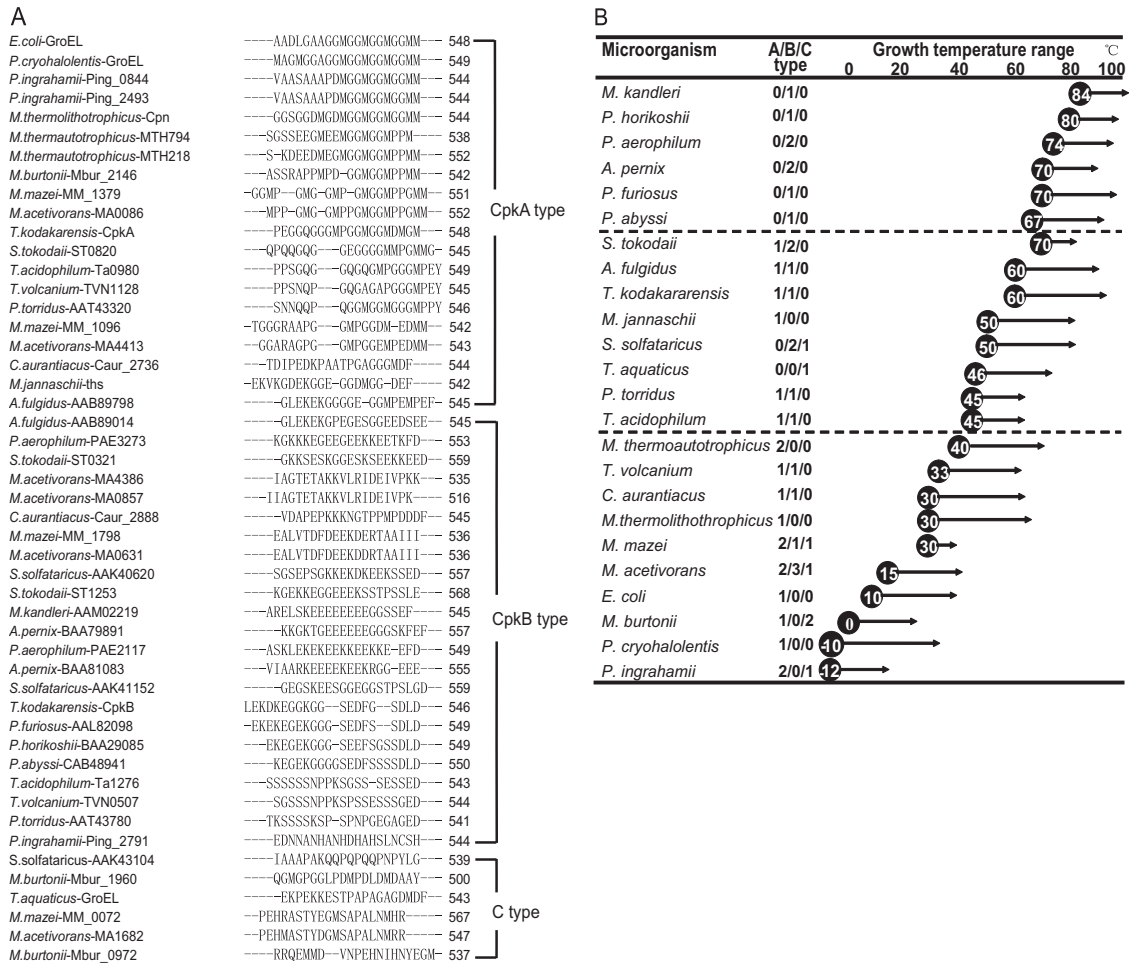 A
E.coli-GroEL ----AADLGAAGGMGGMGGMGGMM--- 548
P.cryohalolentis-GroEL ----MAGMGGAGGMGGMGGMGGMM--- 549
P.ingrahamii-Ping_0844 ----VAASAAAPDMGGMGGMGGMM--- 544
P.ingrahamii-Ping_2493 ----VAASAAAPDMGGMGGMGGMM--- 544
M.thermolithotrophicus-Cpn ----GGSGGDMGDMGGMGGMGGMM--- 544
M.thermautotrophicus-MTH794 ---SGSSEEGMEEMGGMGGMGGMPPM--- 538
M.thermautotrophicus-MTH218 ---S-KDEEDMEGMGGMGGMGGMPPMM--- 552
M.burtonii-Mbur_2146 ---ASSRAPPMPD-GGMGGMPPGMM--- 542
M.mazei-MM_1379 -GGMP--GMG-GMP-GMGGMPPGMM--- 551
M.acetivorans-MA0086 ---MPP-GMG-GMPPGMGGMPPGMM--- 552
T.kodakarensis-CpkA ----PEGGQGGGMPGGMGGMDMGM--- 548
S.tokodaii-ST0820 ---QPQQGQG---GEGGGGMMPGMMG- 545
T.acidophilum-Ta0980 ----PPSGQG---GQGQGMPGGGMPEY 549
T.volcanium-TVN1128 ----PPSNQP---GQGAGAPGGGMPEY 545
P.torridus-AAT43320 ----SNNQQP---QGGMGGMGGGMPPY 546
M.mazei-MM_1096 -TGGGRAAPG---GMPGGDM-EDMM--- 542
M.acetivorans-MA4413 --GGARAGPG---GMPGGEMPEDMM--- 543
C.aurantiacus-Caur_2736 ---TDIPEDKPAATPGAGGGMDF---- 544
M.jannaschii-ths -EKVKGDEKGGE-GGDMGG-DEF---- 542
A.fulgidus-AAB89798 ----GLEKEKGGGGE-GGMPEMPEF-- 545
A.fulgidus-AAB89014 ----GLEKEKGPEGESGGEEDSEE--- 545
P.aerophilum-PAE3273 ----KGKKKEGEEGEEKKEETKFD--- 553
S.tokodaii-ST0321 ----GKKSESKGGESKSEEKKEED--- 559
M.acetivorans-MA4386 ----IAGTETAKKVLRIDEIVPKK--- 535
M.acetivorans-MA0857 ---IIAGTETAKKVLRIDEIVPK---- 516
C.aurantiacus-Caur_2888 ----VDAPEPKKKNGTPPMPDDDF--- 545
M.mazei-MM_1798 ----EALVTDFDEEKDERTAAIII--- 536
M.acetivorans-MA0631 ----EALVTDFDEEKDDRTAAIII--- 536
S.solfataricus-AAK40620 ----SGSEPSGKKEKDKEEKSSED--- 557
S.tokodaii-ST1253 ----KGEKKEGGEEEKSSTPSSLE--- 568
M.kandleri-AAM02219 ---ARELSKEEEEEEEEGGSSEF---- 545
A.pernix-BAA79891 ----KKGKTGEEEEEEGGGSKFEF--- 557
P.aerophilum-PAE2117 ---ASKLEKEKEEKKEEKKE-EFD--- 549
A.pernix-BAA81083 ---VIAARKEEEEKEEKRGG-EEE--- 555
S.solfataricus-AAK41152 ----GEGSKEESGGEGGSTPSLGD--- 559
T.kodakarensis-CpkB LEKDKEGGKGG--SEDFG--SDLD--- 546
P.furiosus-AAL82098 -EKEKEGEKGG-SEDFS--SDLD---- 549
P.horikoshii-BAA29085 ---EKEGEKGGG-SEEFSGSSDLD--- 549
P.abyssi-CAB48941 ----KEGEKGGGGSEDFSSSSDLD--- 550
T.acidophilum-Ta1276 ---SSSSSSNPPKSGSS-SESSED--- 543
T.volcanium-TVN0507 ----SGSSSNPPKSPSSESSSGED--- 544
P.torridus-AAT43780 ---TKSSSSKSP-SPNPGEGAGED--- 541
P.ingrahamii-Ping_2791 ----EDNNANHANHDHAHSLNCSH--- 544
S.solfataricus-AAK43104 ----IAAAPAKQQPQPQQPNPYLG--- 539
M.burtonii-Mbur_1960 ----QGMGPGGLPDMPDLDMDAAY--- 500
T.aquaticus-GroEL ----EKPEKKESTPAPAGAGDMDF--- 543
M.mazei-MM_0072 --PEHRASTYEGMSAPALNMHR----- 567
M.acetivorans-MA1682 --PEHMASTYDGMSAPALNMRR----- 547
M.burtonii-Mbur_0972 ----RRQEMMD--VNPEHNIHNYEGM- 537
CpkA type
CpkB type
C type
B
Microorganism A/B/C type Growth temperature range °C
0 20 40 60 80 100
M. kandleri 0/1/0 84
P. horikoshii 0/1/0 80
P. aerophilum 0/2/0 74
A. pernix 0/2/0 70
P. furiosus 0/1/0 70
P. abyssi 0/1/0 67
S. tokodaii 1/2/0 70
A. fulgidus 1/1/0 60
T. kodakararensis 1/1/0 60
M. jannaschii 1/0/0 50
S. solfataricus 0/2/1 50
T. aquaticus 0/0/1 46
P. torridus 1/1/0 45
T. acidophilum 1/1/0 45
M. thermoautotrophicus 2/0/0 40
T. volcanium 1/1/0 33
C. aurantiacus 1/1/0 30
M.thermolithothrophicus 1/0/0 30
M. mazei 2/1/1 30
M. acetivorans 2/3/1 15
E. coli 1/0/0 10
M. burtonii 1/0/2 0
P. cryohalolentis 1/0/0 -10
P. ingrahamii 2/0/1 -12